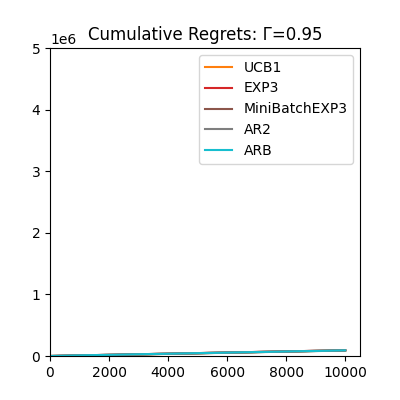 Cumulative Regrets: Γ=0.95
1e6
5
4
3
2
1
0
UCB1
EXP3
MiniBatchEXP3
AR2
ARB
0 2000 4000 6000 8000 10000